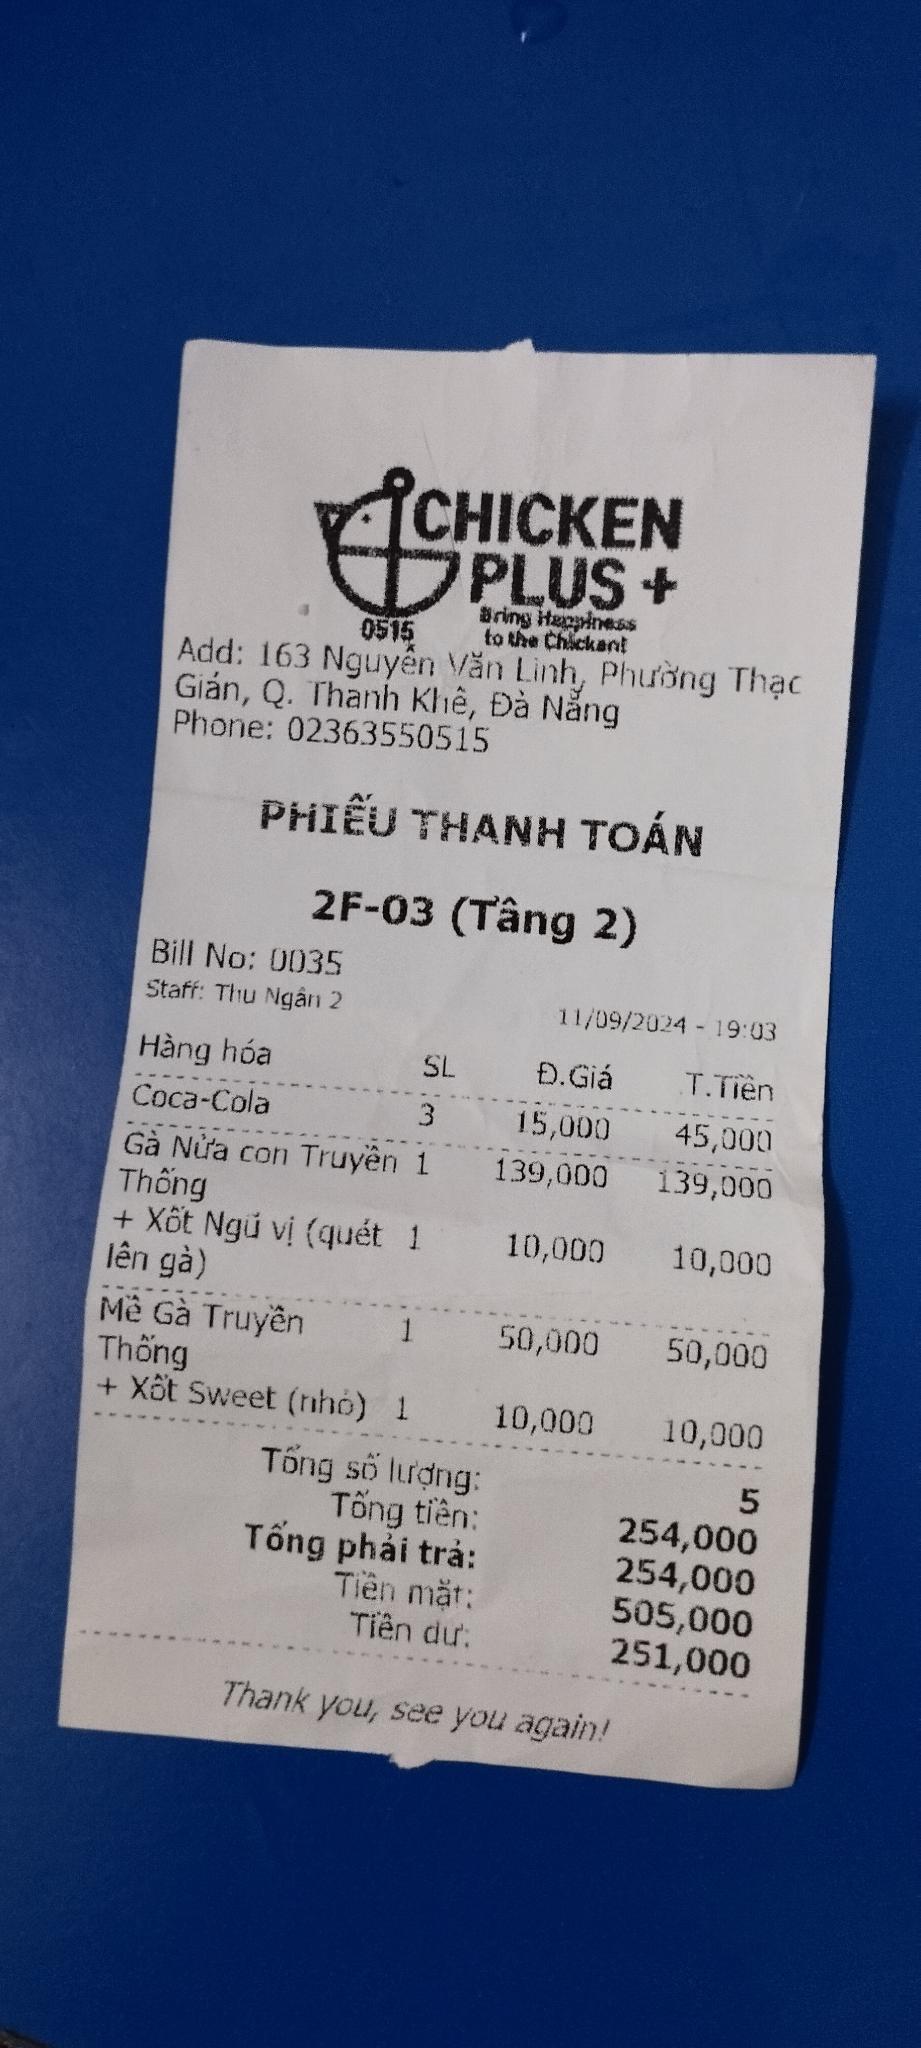 CHICKEN
PLUS +
Bring Happiness
to the Chicken!
0515
Add: 163 Nguyễn Văn Linh, Phường Thạc
Gián, Q. Thanh Khê, Đà Nẵng
Phone: 02363550515
PHIẾU THANH TOÁN
2F-03 (Tầng 2)
Bill No: 0035
Staff: Thu Ngân 2 11/09/2024 - 19:03
Hàng hóa SL Đ.Giá T.Tiền
Coca-Cola 3 15,000 45,000
Gà Nửa con Truyền 1 139,000 139,000
Thống
+ Xốt Ngũ vị (quét 1 10,000 10,000
lên gà)
Mề Gà Truyền 1 50,000 50,000
Thống
+ Xốt Sweet (nhỏ) 1 10,000 10,000
Tổng số lượng: 5
Tổng tiền: 254,000
Tổng phải trả: 254,000
Tiền mặt: 505,000
Tiền dư: 251,000
Thank you, see you again!